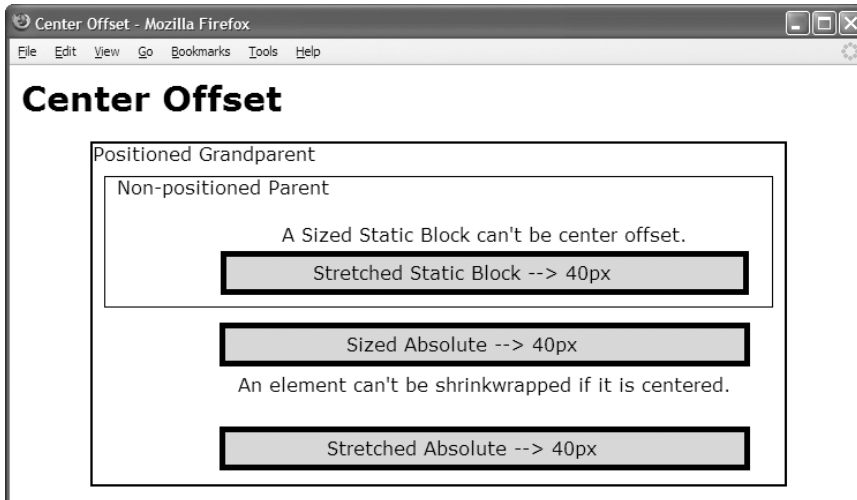 Center Offset - Mozilla Firefox
File Edit View Go Bookmarks Tools Help
Center Offset
Positioned Grandparent
Non-positioned Parent
A Sized Static Block can't be center offset.
Stretched Static Block --> 40px
Sized Absolute --> 40px
An element can't be shrinkwrapped if it is centered.
Stretched Absolute --> 40px